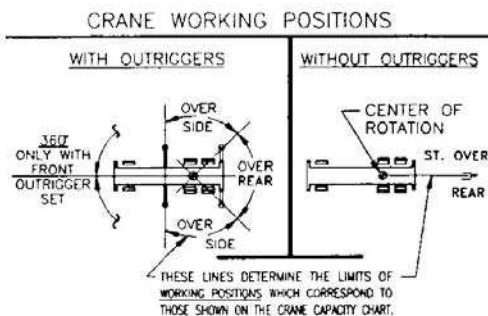 CRANE WORKING POSITIONS
WITH OUTRIGGERS
OVER
SIDE
360°
ONLY WITH
FRONT
OUTRIGGER
SET
OVER
REAR
OVER
SIDE
WITHOUT OUTRIGGERS
CENTER OF
ROTATION
ST. OVER
REAR
THESE LINES DETERMINE THE LIMITS OF
WORKING POSITIONS WHICH CORRESPOND TO
THOSE SHOWN ON THE CRANE CAPACITY CHART.